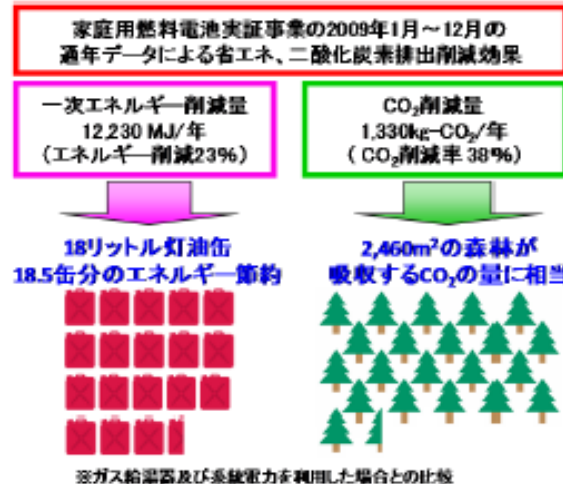 家庭用燃料電池実証事業の2009年1月～12月の
通年データによる省エネ、二酸化炭素排出削減効果
一次エネルギー削減量
12,230 MJ/年
(エネルギー削減23%)
CO₂削減量
1,330kg-CO₂/年
( CO₂削減率 38%)
18リットル灯油缶
18.5缶分のエネルギー節約
2,460m²の森林が
吸収するCO₂の量に相当
※ガス給湯器及び系統電力を利用した場合との比較